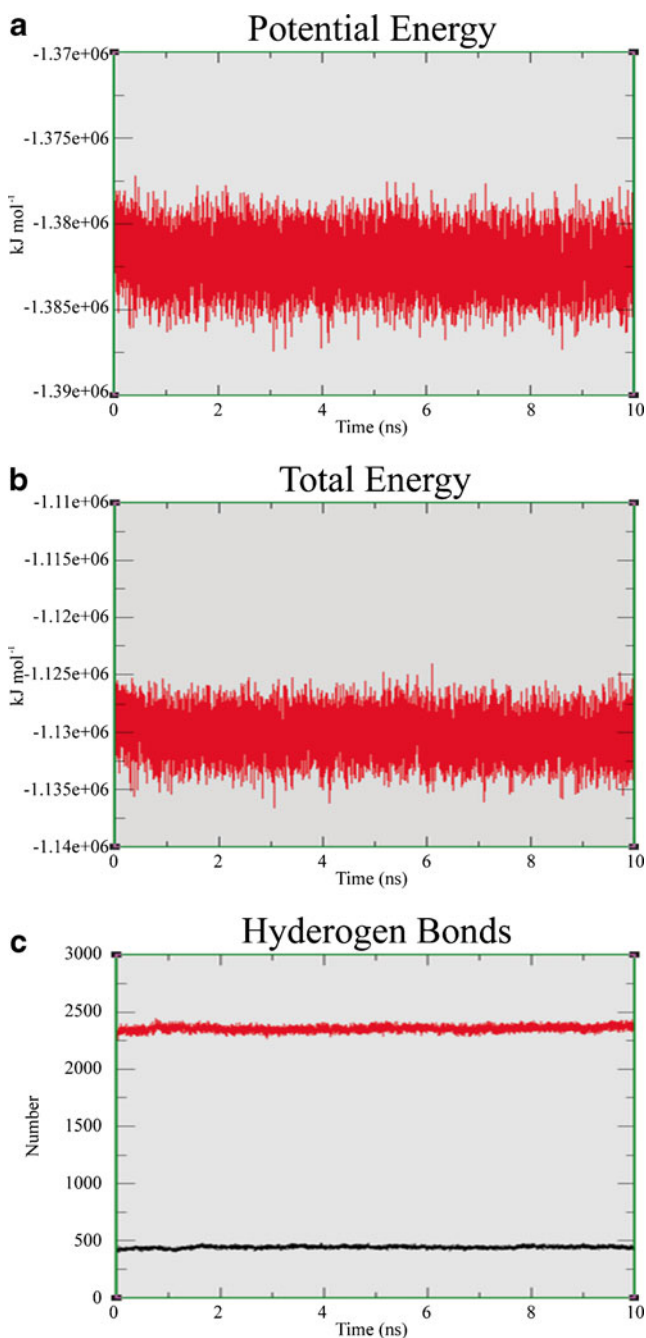 a
Potential Energy
-1.37e+06
-1.375e+06
-1.38e+06
-1.385e+06
-1.39e+06
kJ mol⁻¹
0 2 4 6 8 10
Time (ns)
b
Total Energy
-1.11e+06
-1.115e+06
-1.12e+06
-1.125e+06
-1.13e+06
-1.135e+06
-1.14e+06
kJ mol⁻¹
0 2 4 6 8 10
Time (ns)
c
Hyderogen Bonds
3000
2500
2000
1500
1000
500
0
Number
0 2 4 6 8 10
Time (ns)